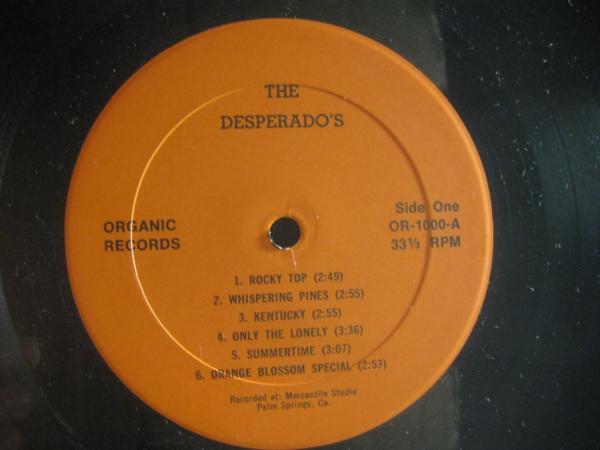 THE
DESPERADO'S
ORGANIC
RECORDS
Side One
OR-1000-A
33⅓ RPM
1. ROCKY TOP (2:49)
2. WHISPERING PINES (2:55)
3. KENTUCKY (2:55)
4. ONLY THE LONELY (3:36)
5. SUMMERTIME (3:07)
6. ORANGE BLOSSOM SPECIAL (2:53)
Recorded at: Mercantile Studio
Palm Springs, Ca.